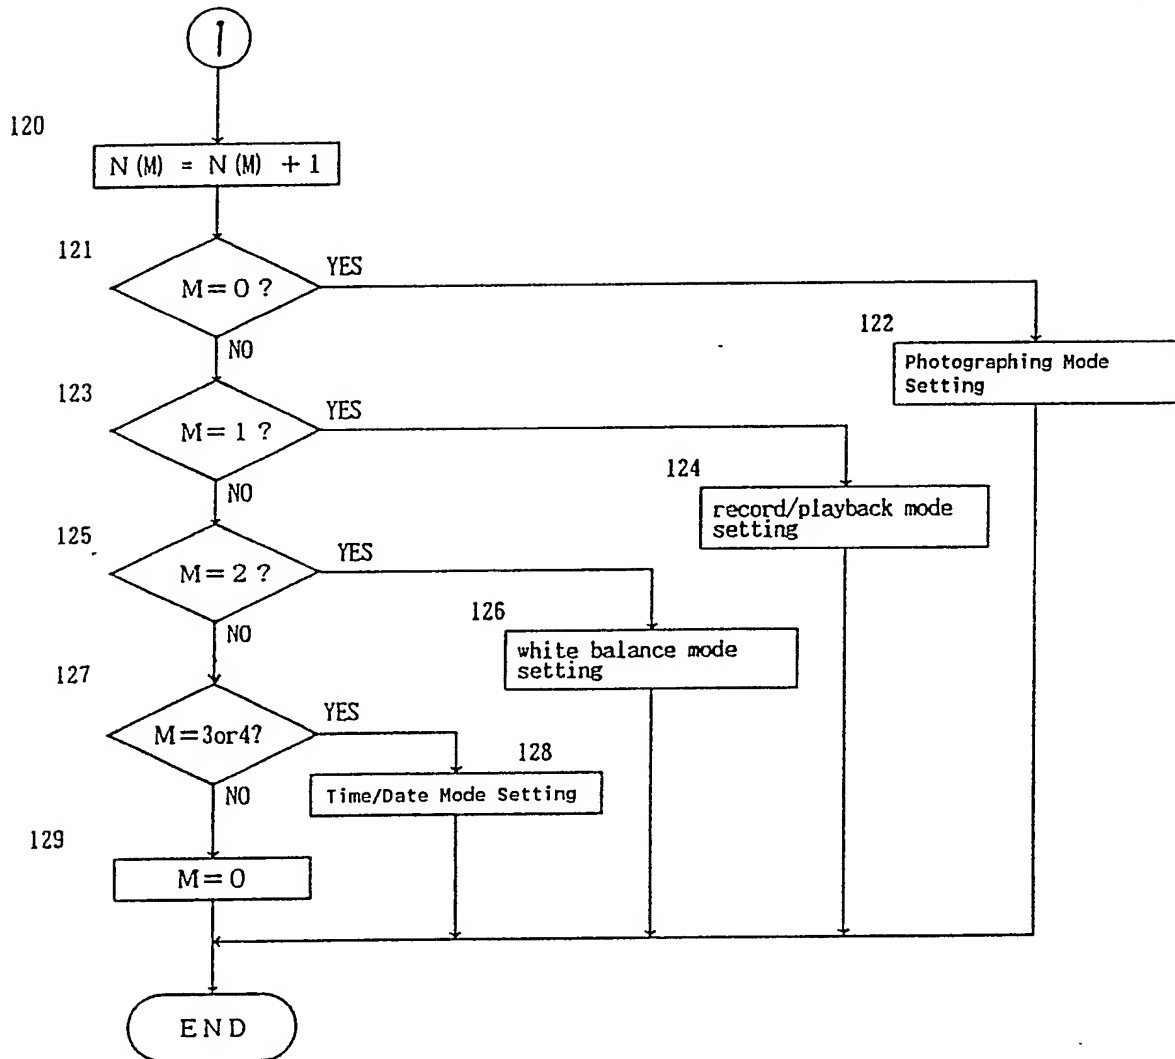 1
120
N (M) = N (M) + 1
121
M=0 ?
YES
NO
122
Photographing Mode
Setting
123
M=1 ?
YES
NO
124
record/playback mode
setting
125
M=2 ?
YES
NO
126
white balance mode
setting
127
M=3or4?
YES
NO
128
Time/Date Mode Setting
129
M=0
END